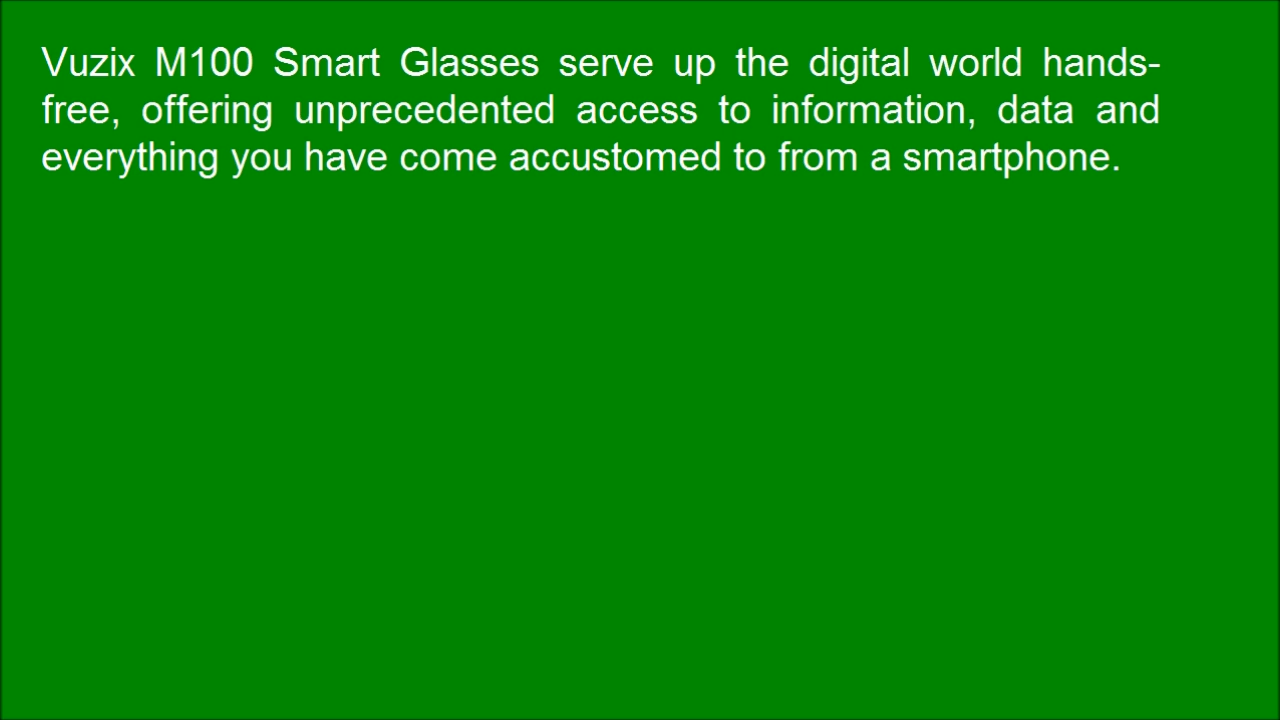 Vuzix M100 Smart Glasses serve up the digital world hands-
free, offering unprecedented access to information, data and
everything you have come accustomed to from a smartphone.